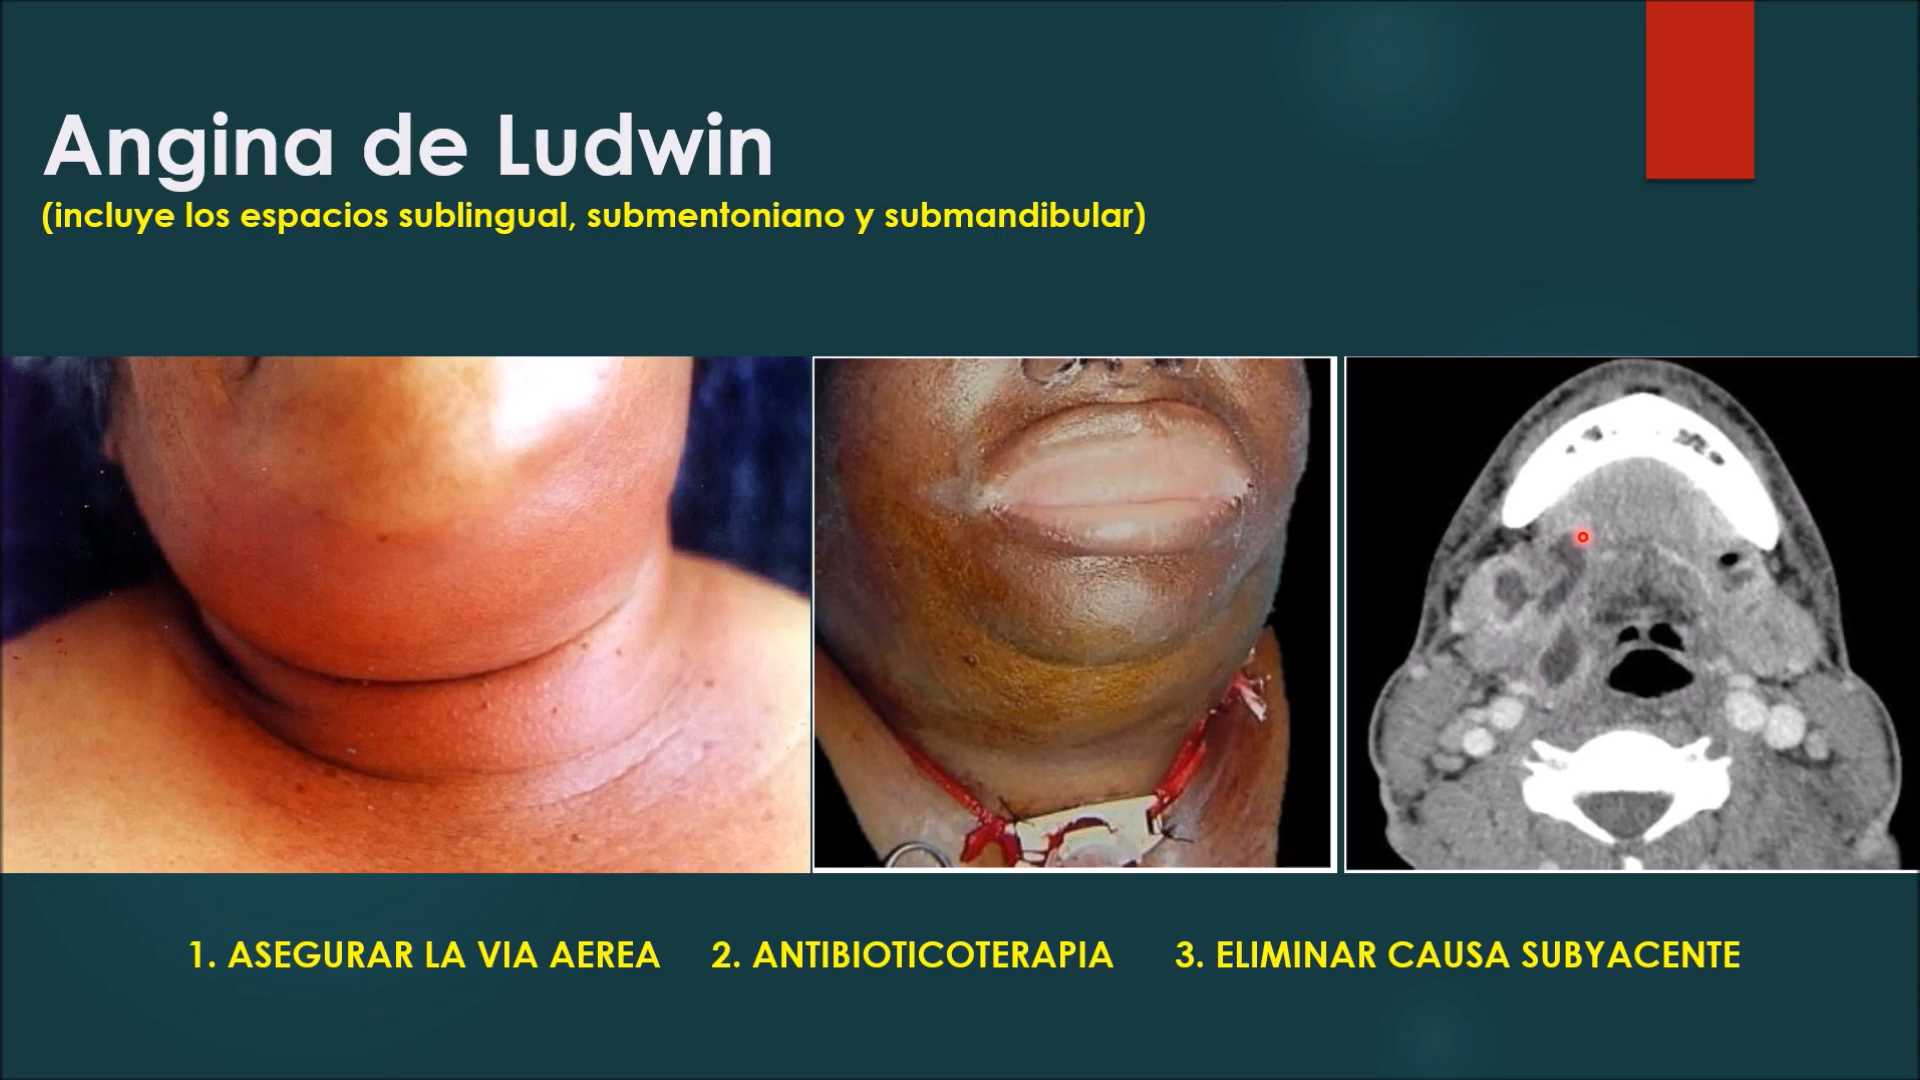 Angina de Ludwin
(incluye los espacios sublingual, submentoniano y submandibular)
1. ASEGURAR LA VIA AEREA 2. ANTIBIOTICOTERAPIA 3. ELIMINAR CAUSA SUBYACENTE